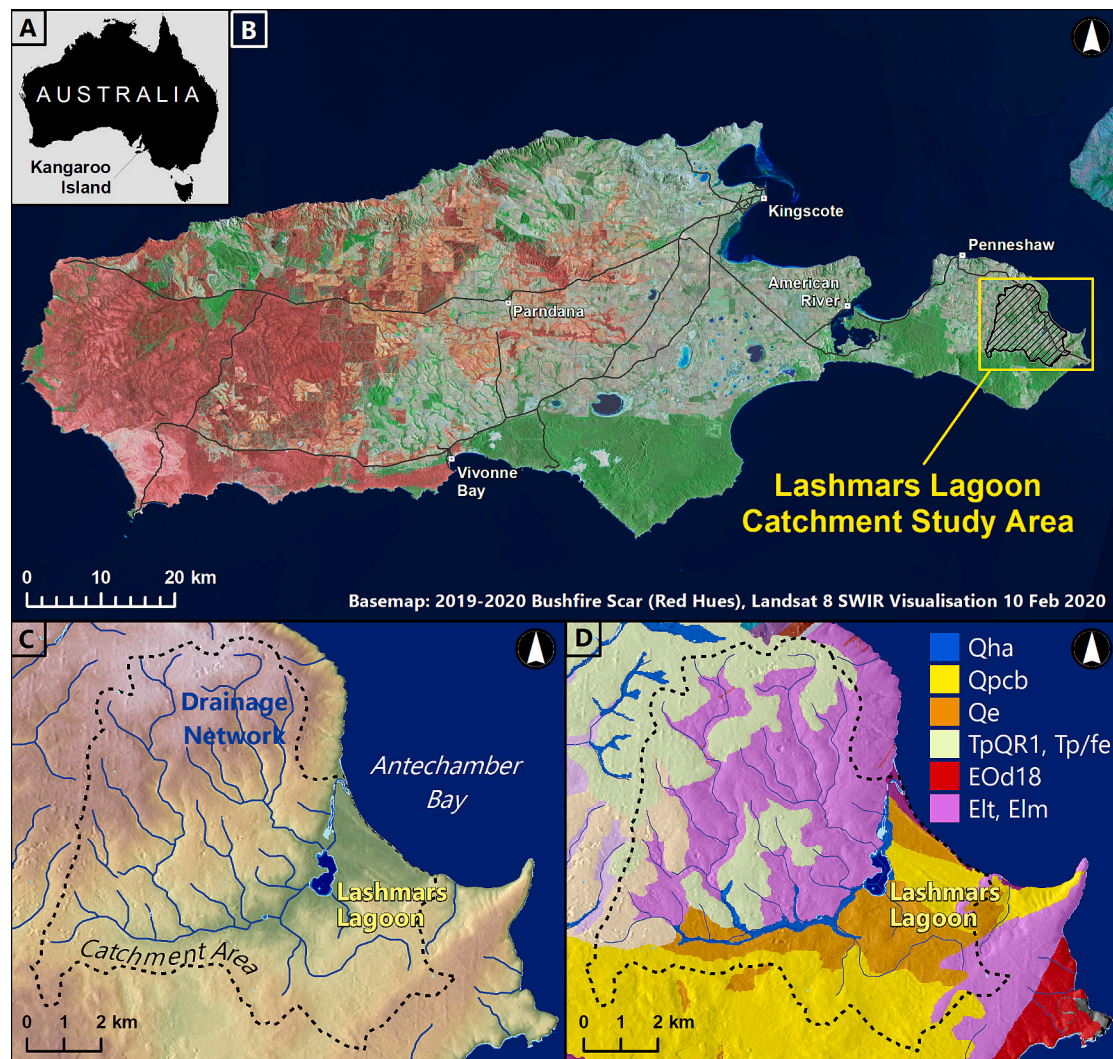 A
AUSTRALIA
Kangaroo
Island
B
Kingscote
Penneshaw
American
River
Parndana
Vivonne
Bay
Lashmars Lagoon
Catchment Study Area
0 10 20 km
Basemap: 2019-2020 Bushfire Scar (Red Hues), Landsat 8 SWIR Visualisation 10 Feb 2020
C
Drainage
Network
Antechamber
Bay
Lashmars
Lagoon
Catchment Area
0 1 2 km
D
Qha
Qpcb
Qe
TpQR1, Tp/fe
EOd18
Elt, Elm
Lashmars
Lagoon
0 1 2 km